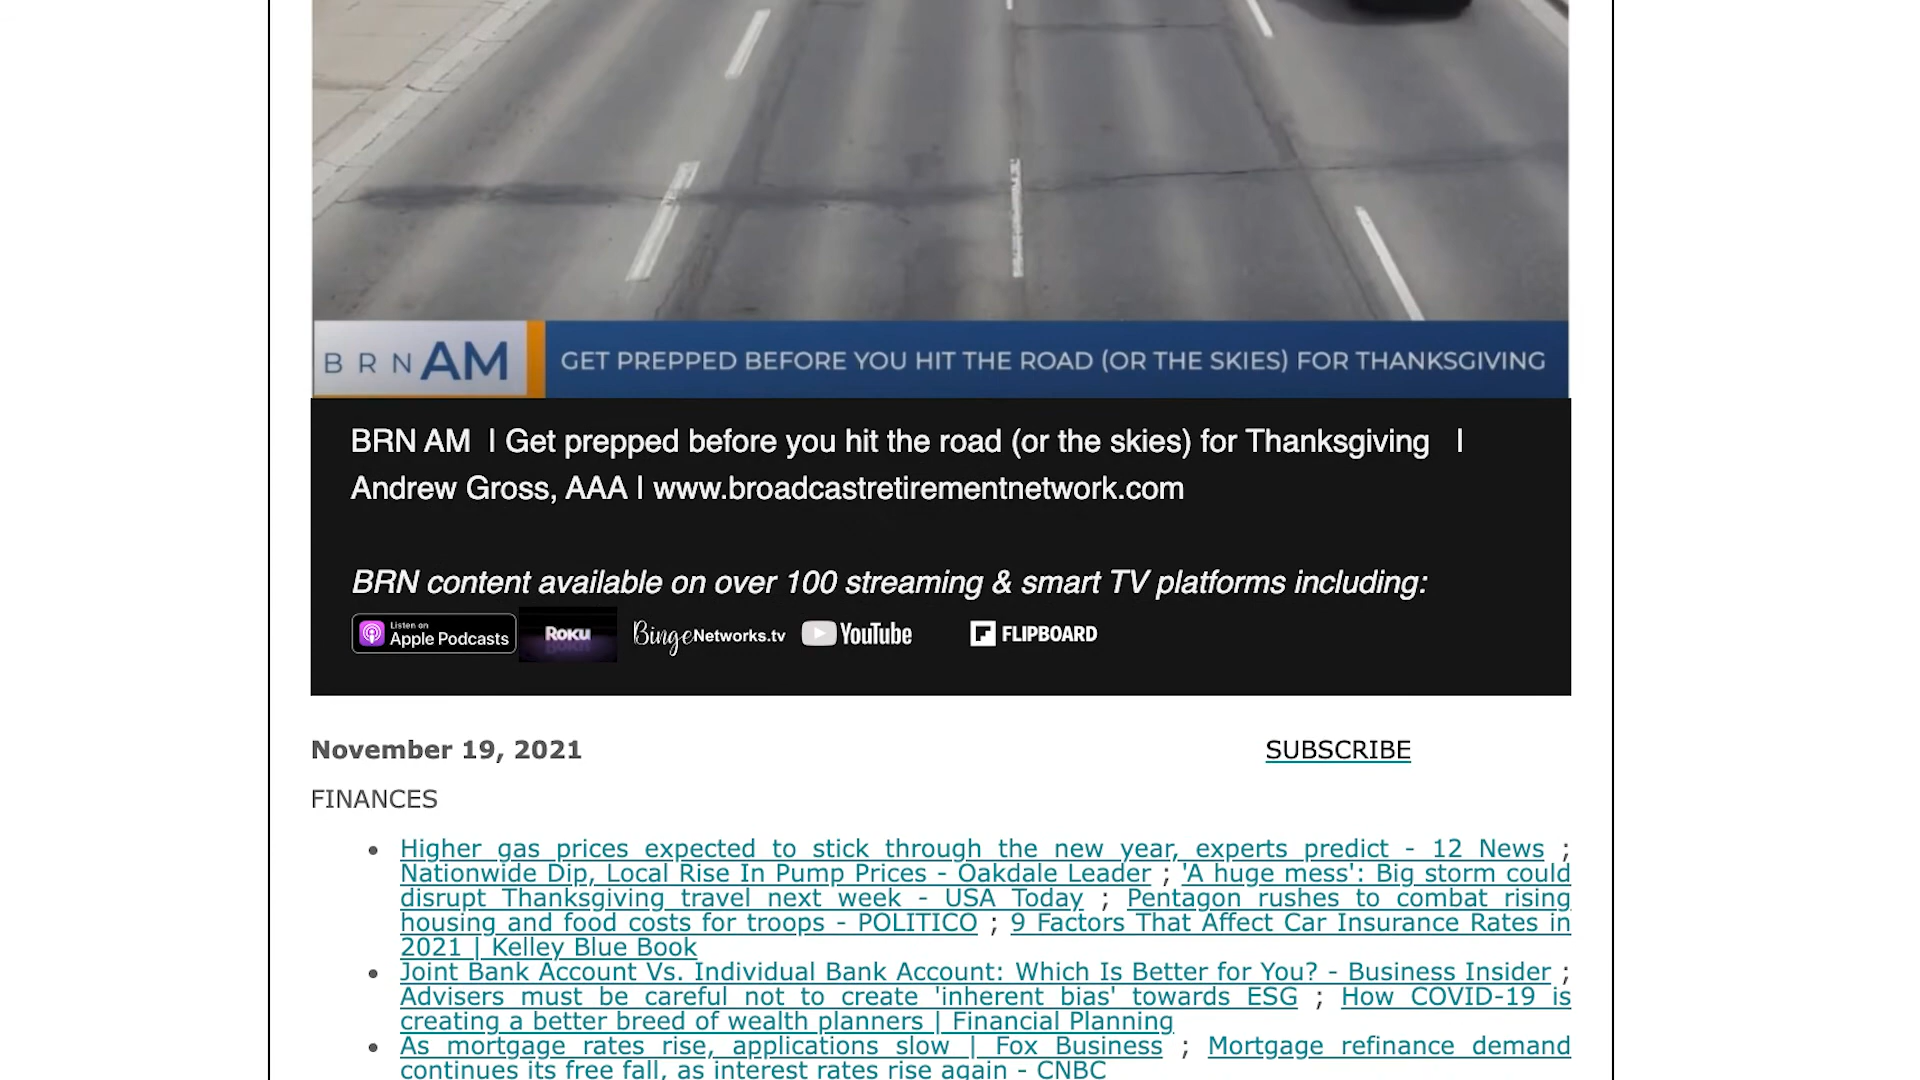 BRN AM GET PREPPED BEFORE YOU HIT THE ROAD (OR THE SKIES) FOR THANKSGIVING
BRN AM | Get prepped before you hit the road (or the skies) for Thanksgiving |
Andrew Gross, AAA | www.broadcastretirementnetwork.com
BRN content available on over 100 streaming & smart TV platforms including:
Listen on
Apple Podcasts ROKU BingeNetworks.tv YouTube FLIPBOARD
November 19, 2021 SUBSCRIBE
FINANCES
• Higher gas prices expected to stick through the new year, experts predict - 12 News ;
Nationwide Dip, Local Rise In Pump Prices - Oakdale Leader ; 'A huge mess': Big storm could
disrupt Thanksgiving travel next week - USA Today ; Pentagon rushes to combat rising
housing and food costs for troops - POLITICO ; 9 Factors That Affect Car Insurance Rates in
2021 | Kelley Blue Book
• Joint Bank Account Vs. Individual Bank Account: Which Is Better for You? - Business Insider ;
Advisers must be careful not to create 'inherent bias' towards ESG ; How COVID-19 is
creating a better breed of wealth planners | Financial Planning
• As mortgage rates rise, applications slow | Fox Business ; Mortgage refinance demand
continues its free fall, as interest rates rise again - CNBC